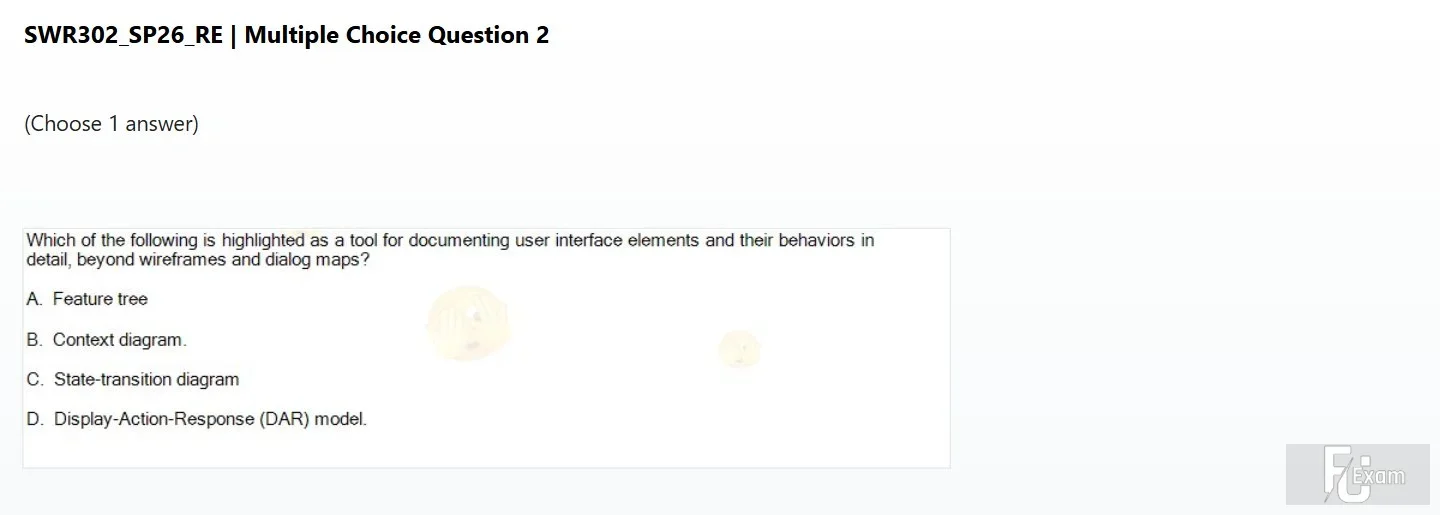 SWR302_SP26_RE | Multiple Choice Question 2
(Choose 1 answer)
Which of the following is highlighted as a tool for documenting user interface elements and their behaviors in
detail, beyond wireframes and dialog maps?
A. Feature tree
B. Context diagram.
C. State-transition diagram
D. Display-Action-Response (DAR) model.
FU Exam